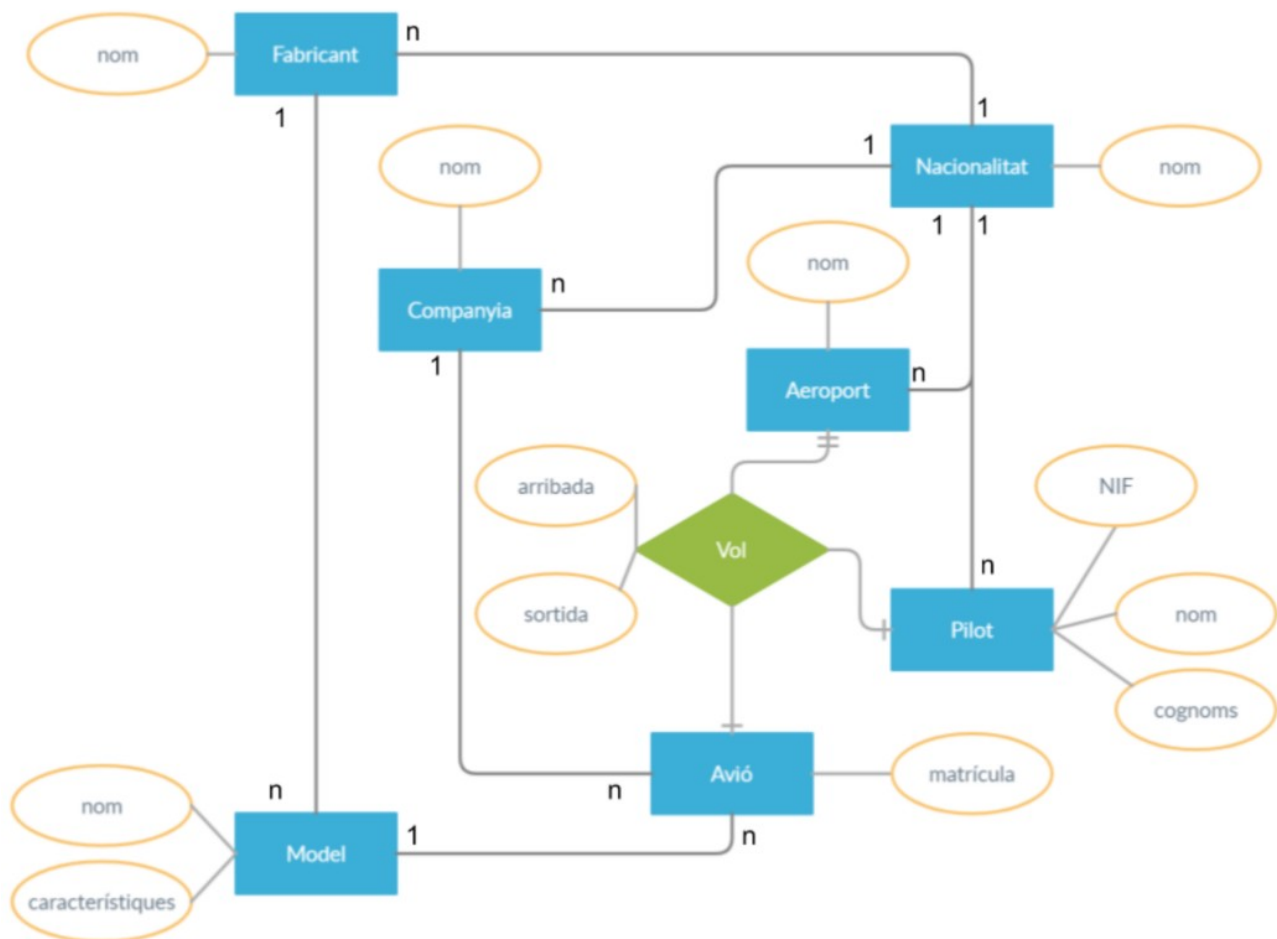 nom
Fabricant
n
1
1
nom
1
Nacionalitat
nom
1
1
nom
Companyia
n
1
Aeroport
n
arribada
NIF
Vol
n
sortida
nom
Pilot
cognoms
Avió
matrícula
n
n
nom
1
n
Model
característiques